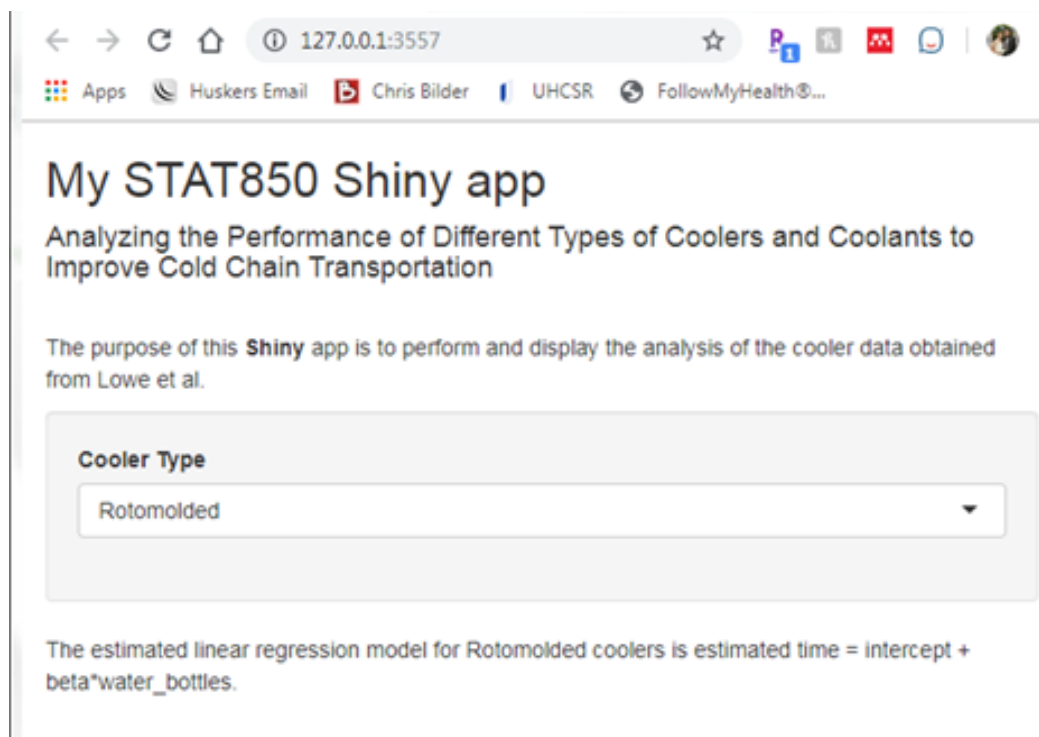 127.0.0.1:3557
1
Apps Huskers Email Chris Bilder UHCSR FollowMyHealth®...
My STAT850 Shiny app
Analyzing the Performance of Different Types of Coolers and Coolants to
Improve Cold Chain Transportation
The purpose of this Shiny app is to perform and display the analysis of the cooler data obtained
from Lowe et al.
Cooler Type
Rotomolded
The estimated linear regression model for Rotomolded coolers is estimated time = intercept +
beta*water_bottles.